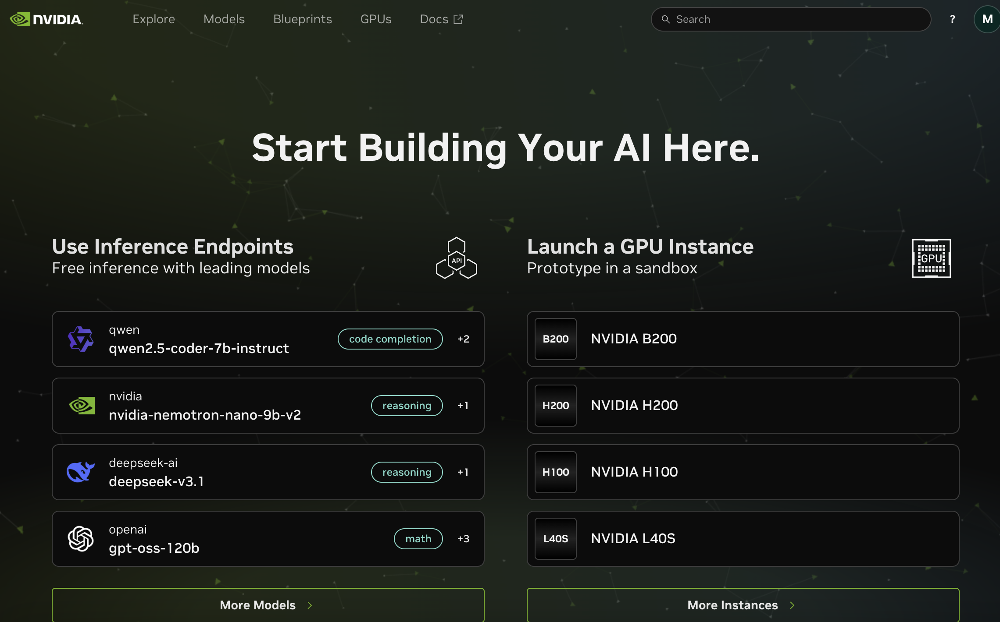 NVIDIA.
Explore Models Blueprints GPUs Docs
Search
?
M
Start Building Your AI Here.
Use Inference Endpoints
Free inference with leading models
API
qwen
qwen2.5-coder-7b-instruct
code completion +2
nvidia
nvidia-nemotron-nano-9b-v2
reasoning +1
deepseek-ai
deepseek-v3.1
reasoning +1
openai
gpt-oss-120b
math +3
More Models
Launch a GPU Instance
Prototype in a sandbox
GPU
B200 NVIDIA B200
H200 NVIDIA H200
H100 NVIDIA H100
L40S NVIDIA L40S
More Instances